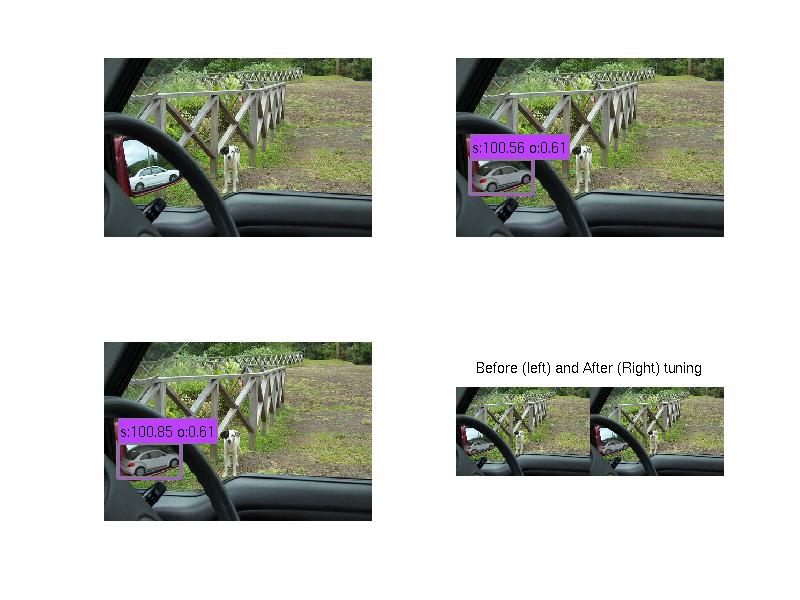 s:100.56 o:0.61
s:100.85 o:0.61
Before (left) and After (Right) tuning